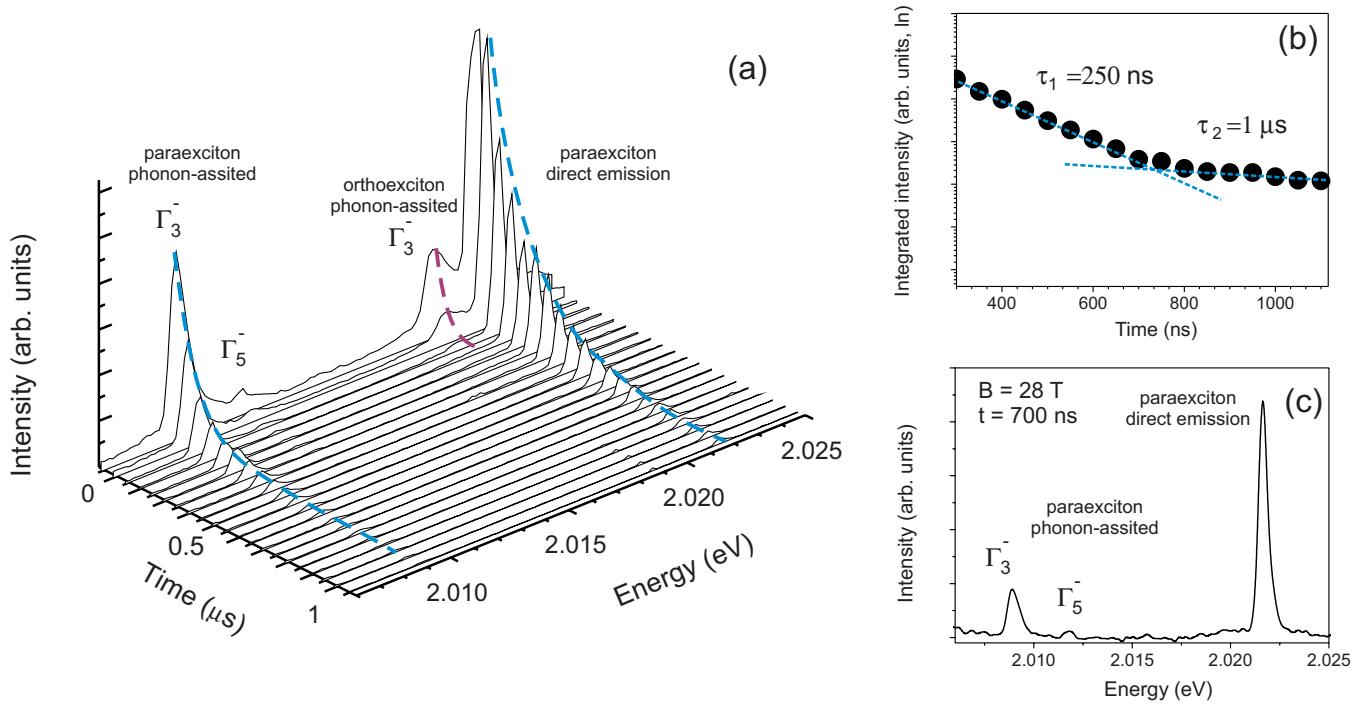 (a)
paraexciton
phonon-assited
Γ₃⁻
Γ₅⁻
orthoexciton
phonon-assited
Γ₃⁻
paraexciton
direct emission
Intensity (arb. units)
0
0.5
1
Time (μs)
2.010
2.015
2.020
2.025
Energy (eV)
(b)
τ₁ =250 ns
τ₂ =1 μs
Integrated intensity (arb. units, ln)
400 600 800 1000
Time (ns)
(c)
B = 28 T
t = 700 ns
paraexciton
direct emission
paraexciton
phonon-assited
Γ₃⁻
Γ₅⁻
Intensity (arb. units)
2.010 2.015 2.020 2.025
Energy (eV)